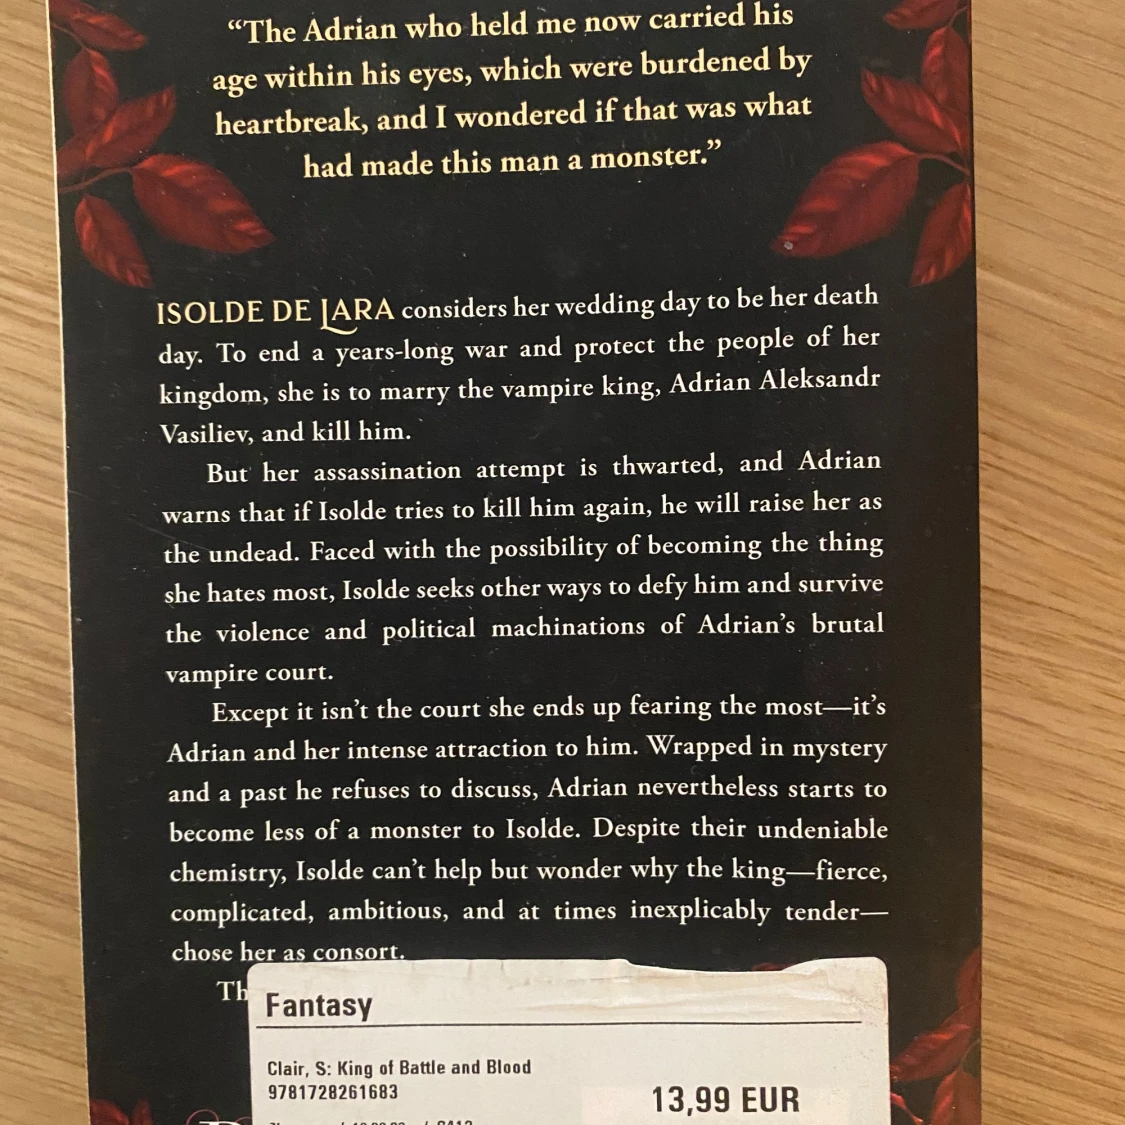 “The Adrian who held me now carried his
age within his eyes, which were burdened by
heartbreak, and I wondered if that was what
had made this man a monster.”
ISOLDE DE LARA considers her wedding day to be her death
day. To end a years-long war and protect the people of her
kingdom, she is to marry the vampire king, Adrian Aleksandr
Vasiliev, and kill him.
But her assassination attempt is thwarted, and Adrian
warns that if Isolde tries to kill him again, he will raise her as
the undead. Faced with the possibility of becoming the thing
she hates most, Isolde seeks other ways to defy him and survive
the violence and political machinations of Adrian’s brutal
vampire court.
Except it isn’t the court she ends up fearing the most—it’s
Adrian and her intense attraction to him. Wrapped in mystery
and a past he refuses to discuss, Adrian nevertheless starts to
become less of a monster to Isolde. Despite their undeniable
chemistry, Isolde can’t help but wonder why the king—fierce,
complicated, ambitious, and at times inexplicably tender—
chose her as consort.
Th
Fantasy
Clair, S: King of Battle and Blood
9781728261683
13,99 EUR